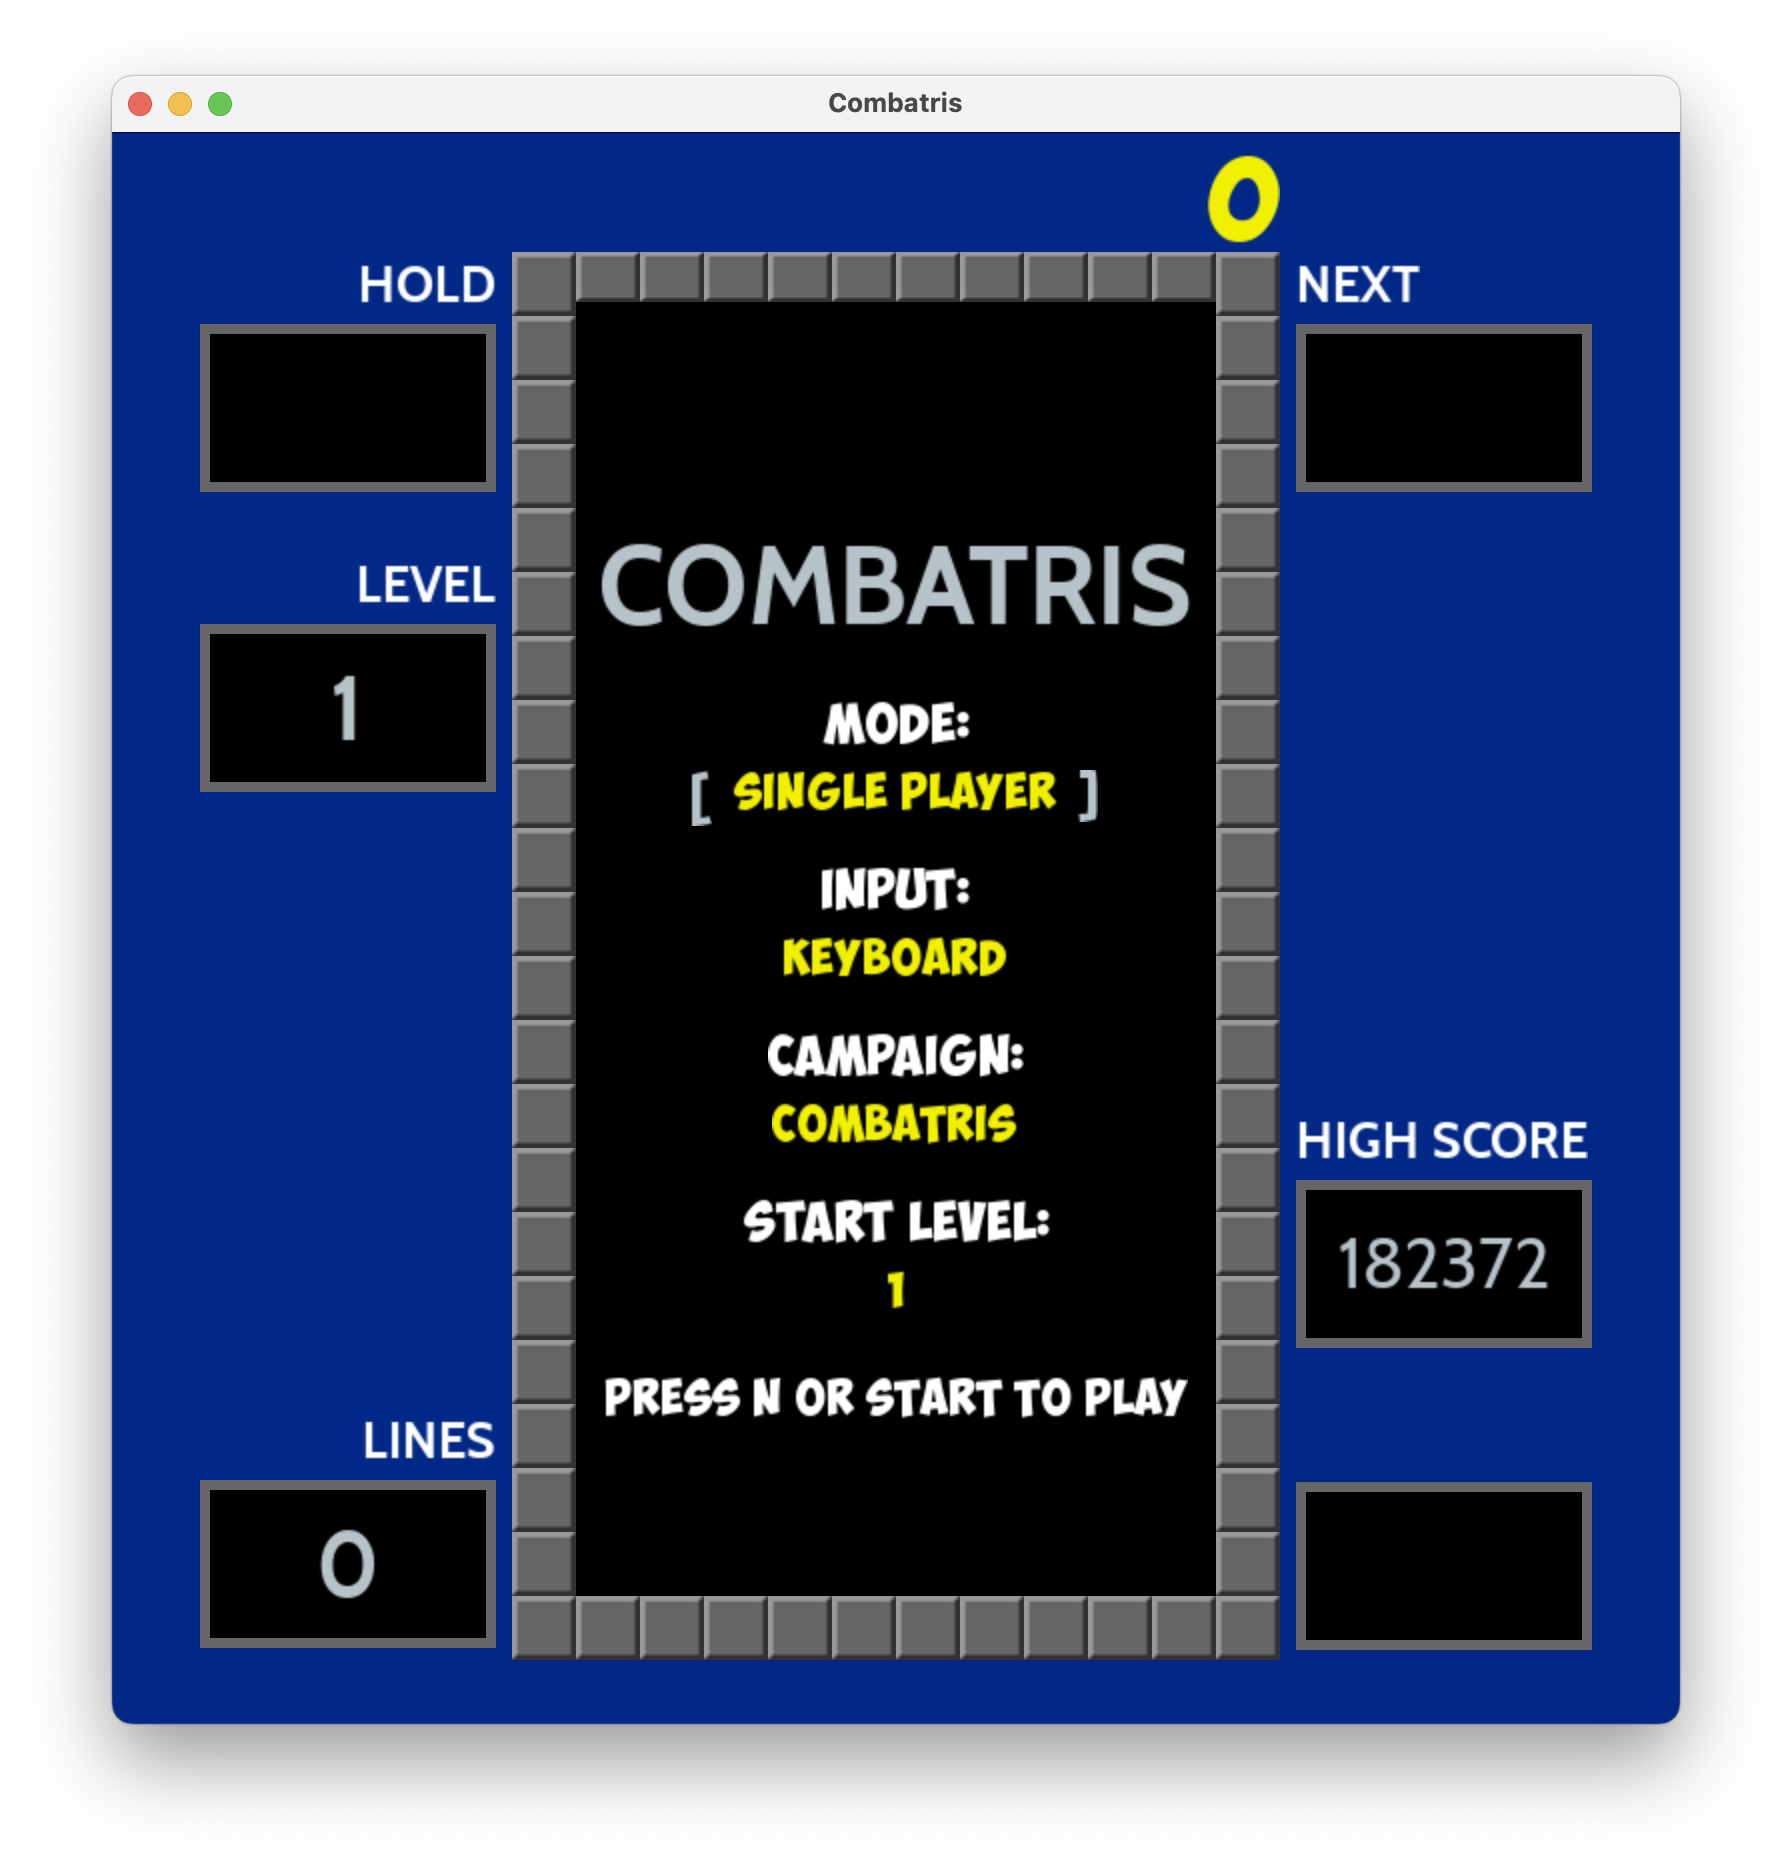 Combatris
0
HOLD
NEXT
LEVEL
1
COMBATRIS
MODE:
[ SINGLE PLAYER ]
INPUT:
KEYBOARD
CAMPAIGN:
COMBATRIS
START LEVEL:
1
PRESS N OR START TO PLAY
HIGH SCORE
182372
LINES
0